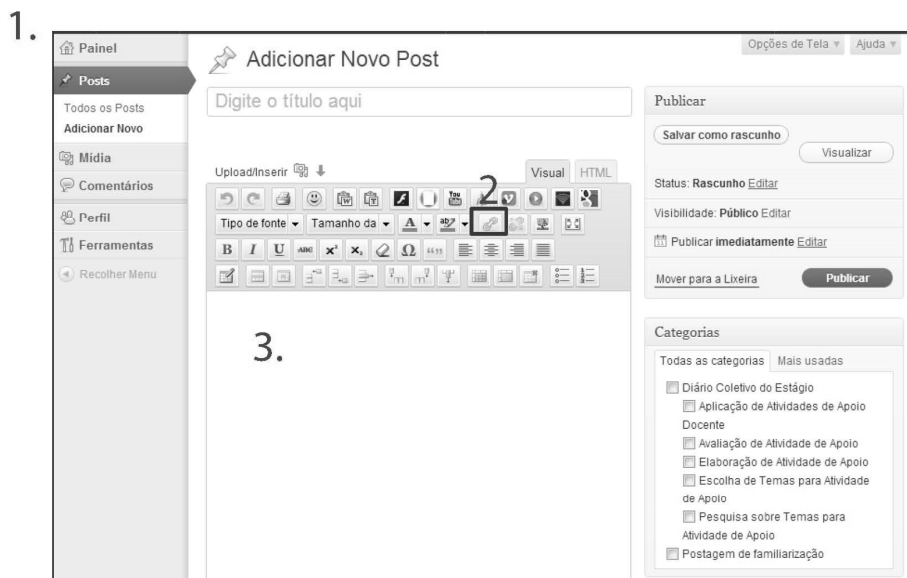 1.
Painel
Posts
Todos os Posts
Adicionar Novo
Mídia
Comentários
Perfil
Ferramentas
Recolher Menu
Opções de Tela
Ajuda
Adicionar Novo Post
Digite o título aqui
Upload/Inserir
Visual
HTML
2
Tipo de fonte
Tamanho da
A
B I U ABC x² x₂ Ω
3.
Publicar
Salvar como rascunho
Visualizar
Status: Rascunho Editar
Visibilidade: Público Editar
Publicar imediatamente Editar
Mover para a Lixeira
Publicar
Categorias
Todas as categorias
Mais usadas
Diário Coletivo do Estágio
Aplicação de Atividades de Apoio
Docente
Avaliação de Atividade de Apoio
Elaboração de Atividade de Apoio
Escolha de Temas para Atividade
de Apoio
Pesquisa sobre Temas para
Atividade de Apoio
Postagem de familiarização